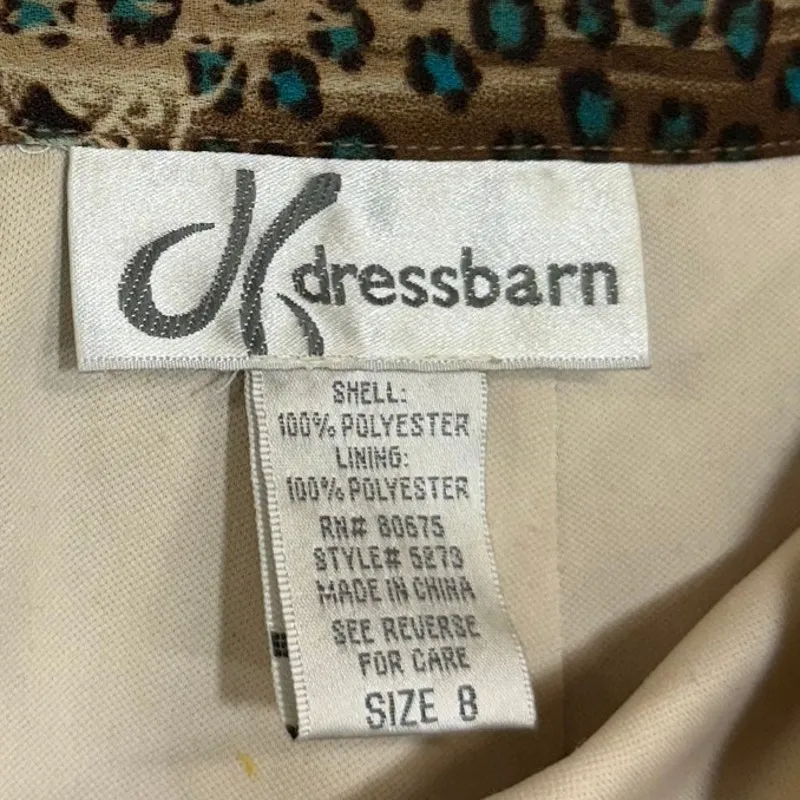 dressbarn
SHELL:
100% POLYESTER
LINING:
100% POLYESTER
RN# 80675
STYLE# 5273
MADE IN CHINA
SEE REVERSE
FOR CARE
SIZE 8